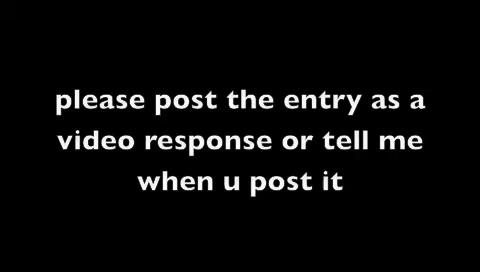 please post the entry as a
video response or tell me
when u post it